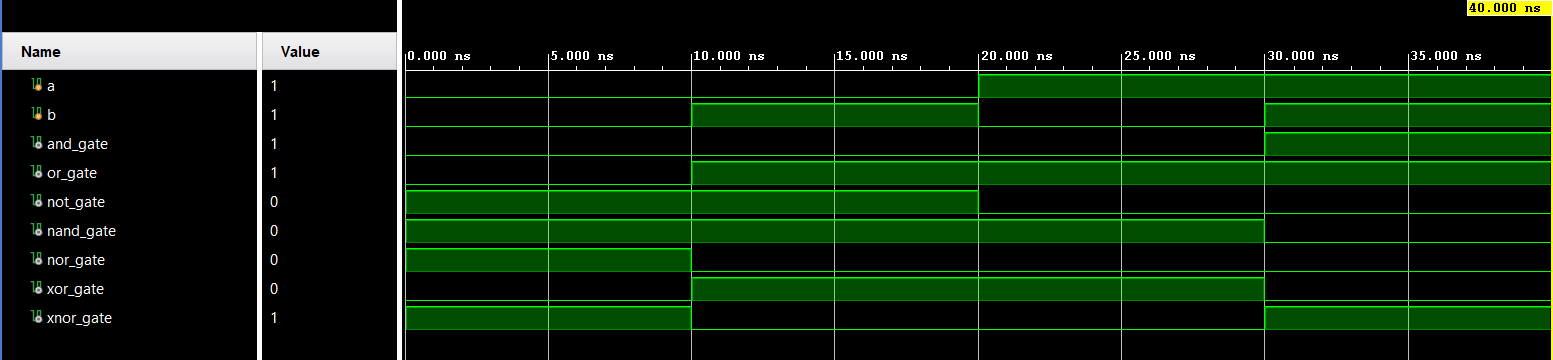 40.000 ns
Name Value
0.000 ns 5.000 ns 10.000 ns 15.000 ns 20.000 ns 25.000 ns 30.000 ns 35.000 ns
a 1
b 1
and_gate 1
or_gate 1
not_gate 0
nand_gate 0
nor_gate 0
xor_gate 0
xnor_gate 1